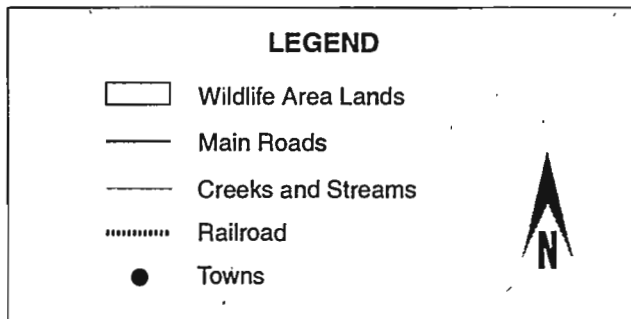 LEGEND
Wildlife Area Lands
Main Roads
Creeks and Streams
Railroad
Towns
N